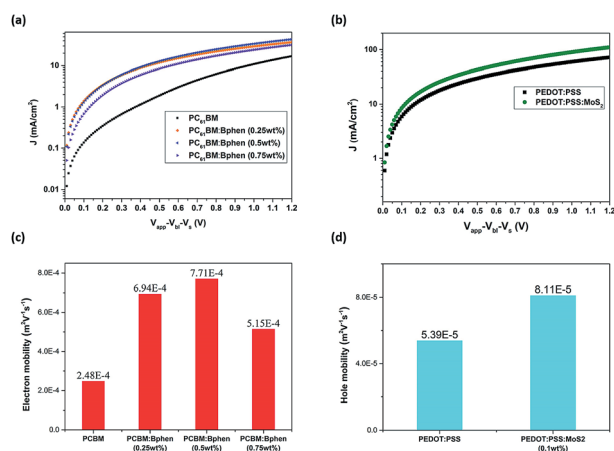 (a)
J (mA/cm²)
10
1
0.1
0.01
PC₆₁BM
PC₆₁BM:Bphen (0.25wt%)
PC₆₁BM:Bphen (0.5wt%)
PC₆₁BM:Bphen (0.75wt%)
0.0 0.1 0.2 0.3 0.4 0.5 0.6 0.7 0.8 0.9 1.0 1.1 1.2
Vapp-Vbi-Vs (V)
(b)
J (mA/cm²)
100
10
1
PEDOT:PSS
PEDOT:PSS:MoS₂
0.0 0.1 0.2 0.3 0.4 0.5 0.6 0.7 0.8 0.9 1.0 1.1 1.2
Vapp-Vbi-Vs (V)
(c)
Electron mobility (m²V⁻¹s⁻¹)
8.0E-4
6.0E-4
4.0E-4
2.0E-4
0.0
2.48E-4
6.94E-4
7.71E-4
5.15E-4
PCBM
PCBM:Bphen
(0.25wt%)
PCBM:Bphen
(0.5wt%)
PCBM:Bphen
(0.75wt%)
(d)
Hole mobility (m²V⁻¹s⁻¹)
8.0E-5
4.0E-5
0.0
5.39E-5
8.11E-5
PEDOT:PSS
PEDOT:PSS:MoS2
(0.1wt%)